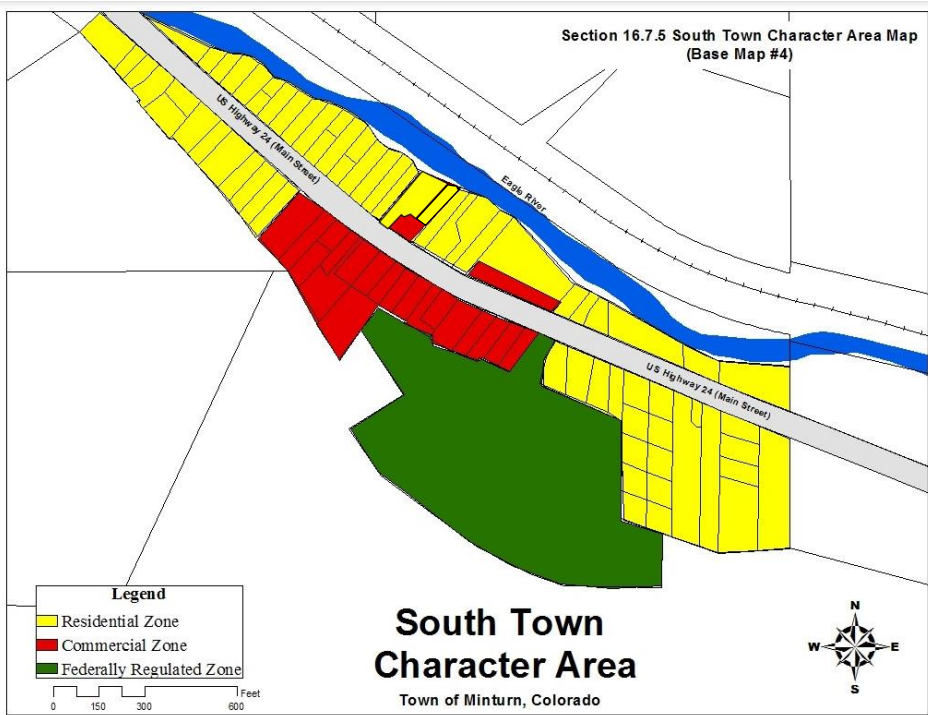 Section 16.7.5 South Town Character Area Map
(Base Map #4)
US Highway 24 (Main Street)
Eagle River
US Highway 24 (Main Street)
Legend
Residential Zone
Commercial Zone
Federally Regulated Zone
Feet
0 150 300 600
South Town
Character Area
Town of Minturn, Colorado
N
W E
S